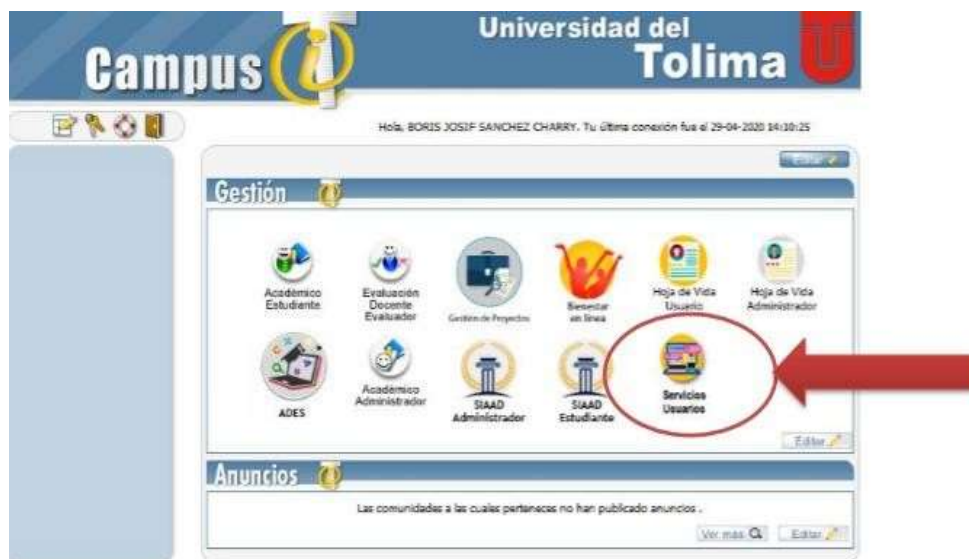 Campus i
Universidad del
Tolima
Hola, BORIS JOSIF SANCHEZ CHARRY. Tu última conexión fue el 29-04-2020 14:10:25
Editar
Gestión
Académico
Estudiante
Evaluación
Docente
Evaluador
Gestión de Proyectos
Bienestar
en línea
Hoja de Vida
Usuario
Hoja de Vida
Administrador
ADES
Académico
Administrador
SIAAD
Administrador
SIAAD
Estudiante
Servicios
Usuarios
Editar
Anuncios
Las comunidades a las cuales perteneces no han publicado anuncios .
Ver más
Editar